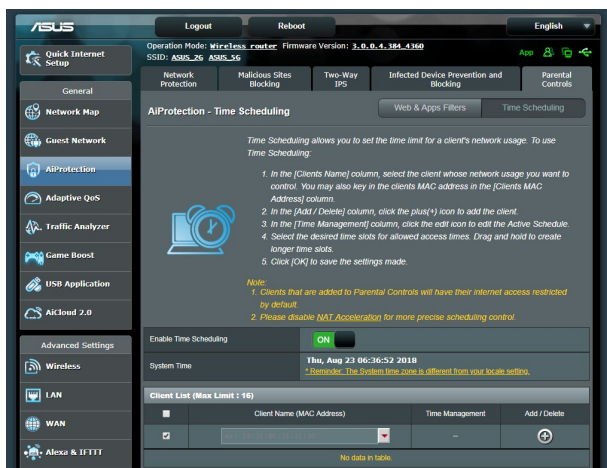 ASUS
Logout
Reboot
English
Quick Internet
Setup
Operation Mode: Wireless router Firmware Version: 3.0.0.4.384_4360
SSID: ASUS_2G ASUS_5G
App
General
Network Map
Guest Network
AiProtection
Adaptive QoS
Traffic Analyzer
Game Boost
USB Application
AiCloud 2.0
Advanced Settings
Wireless
LAN
WAN
Alexa & IFTTT
Network
Protection
Malicious Sites
Blocking
Two-Way
IPS
Infected Device Prevention and
Blocking
Parental
Controls
AiProtection - Time Scheduling
Web & Apps Filters
Time Scheduling
Time Scheduling allows you to set the time limit for a client's network usage. To use
Time Scheduling:
1. In the [Clients Name] column, select the client whose network usage you want to
control. You may also key in the clients MAC address in the [Clients MAC
Address] column.
2. In the [Add / Delete] column, click the plus(+) icon to add the client.
3. In the [Time Management] column, click the edit icon to edit the Active Schedule.
4. Select the desired time slots for allowed access times. Drag and hold to create
longer time slots.
5. Click [OK] to save the settings made.
Note:
1. Clients that are added to Parental Controls will have their internet access restricted
by default.
2. Please disable NAT Acceleration for more precise scheduling control.
Enable Time Scheduling
ON
System Time
Thu, Aug 23 06:36:52 2018
* Reminder: The System time zone is different from your locale setting.
Client List (Max Limit : 16)
Client Name (MAC Address)
Time Management
Add / Delete
--
No data in table.